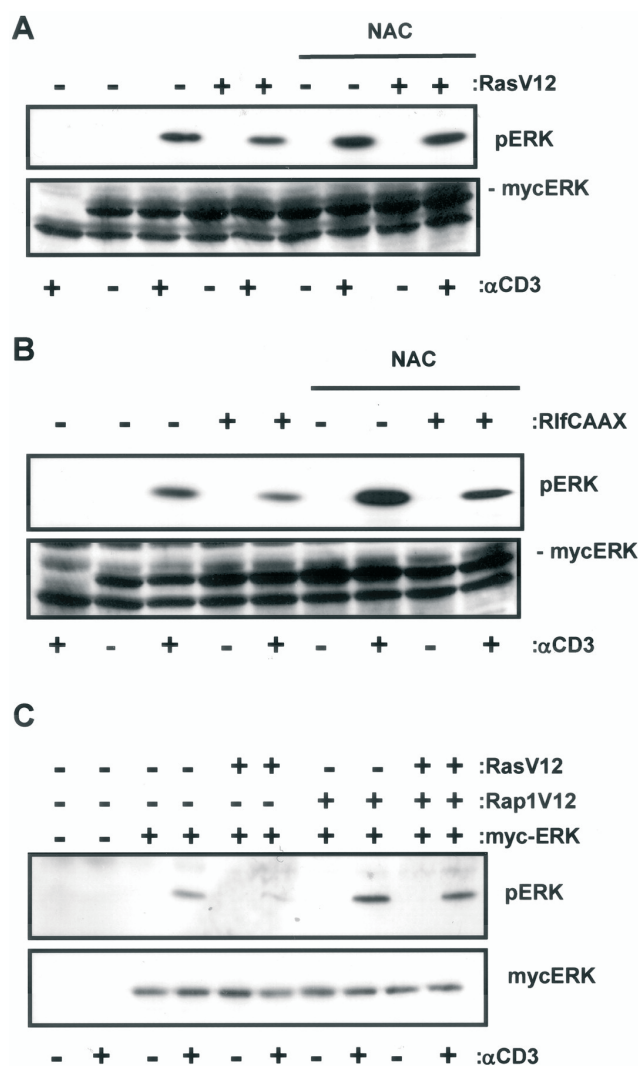 A
NAC
- - - + + - - + + :RasV12
pERK
- mycERK
+ - + - + - + - + :αCD3
B
NAC
- - - + + - - + + :RlfCAAX
pERK
- mycERK
+ - + - + - + - + :αCD3
C
- - - - + + - - + + :RasV12
- - - - - - + + + + :Rap1V12
- - + + + + + + + + :myc-ERK
pERK
mycERK
- + - + - + - + - + :αCD3